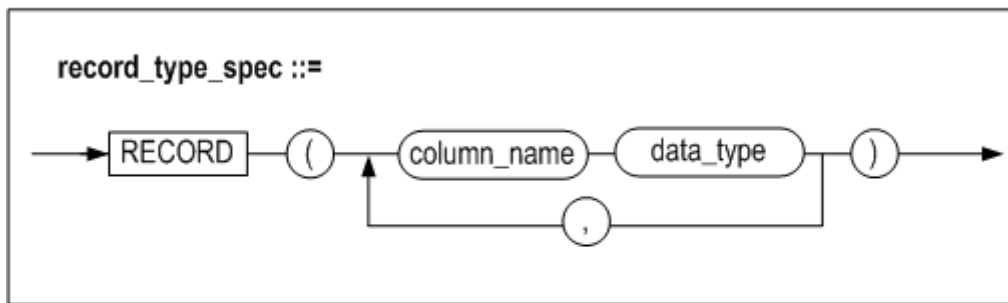 record_type_spec ::=
RECORD ( column_name data_type )
,